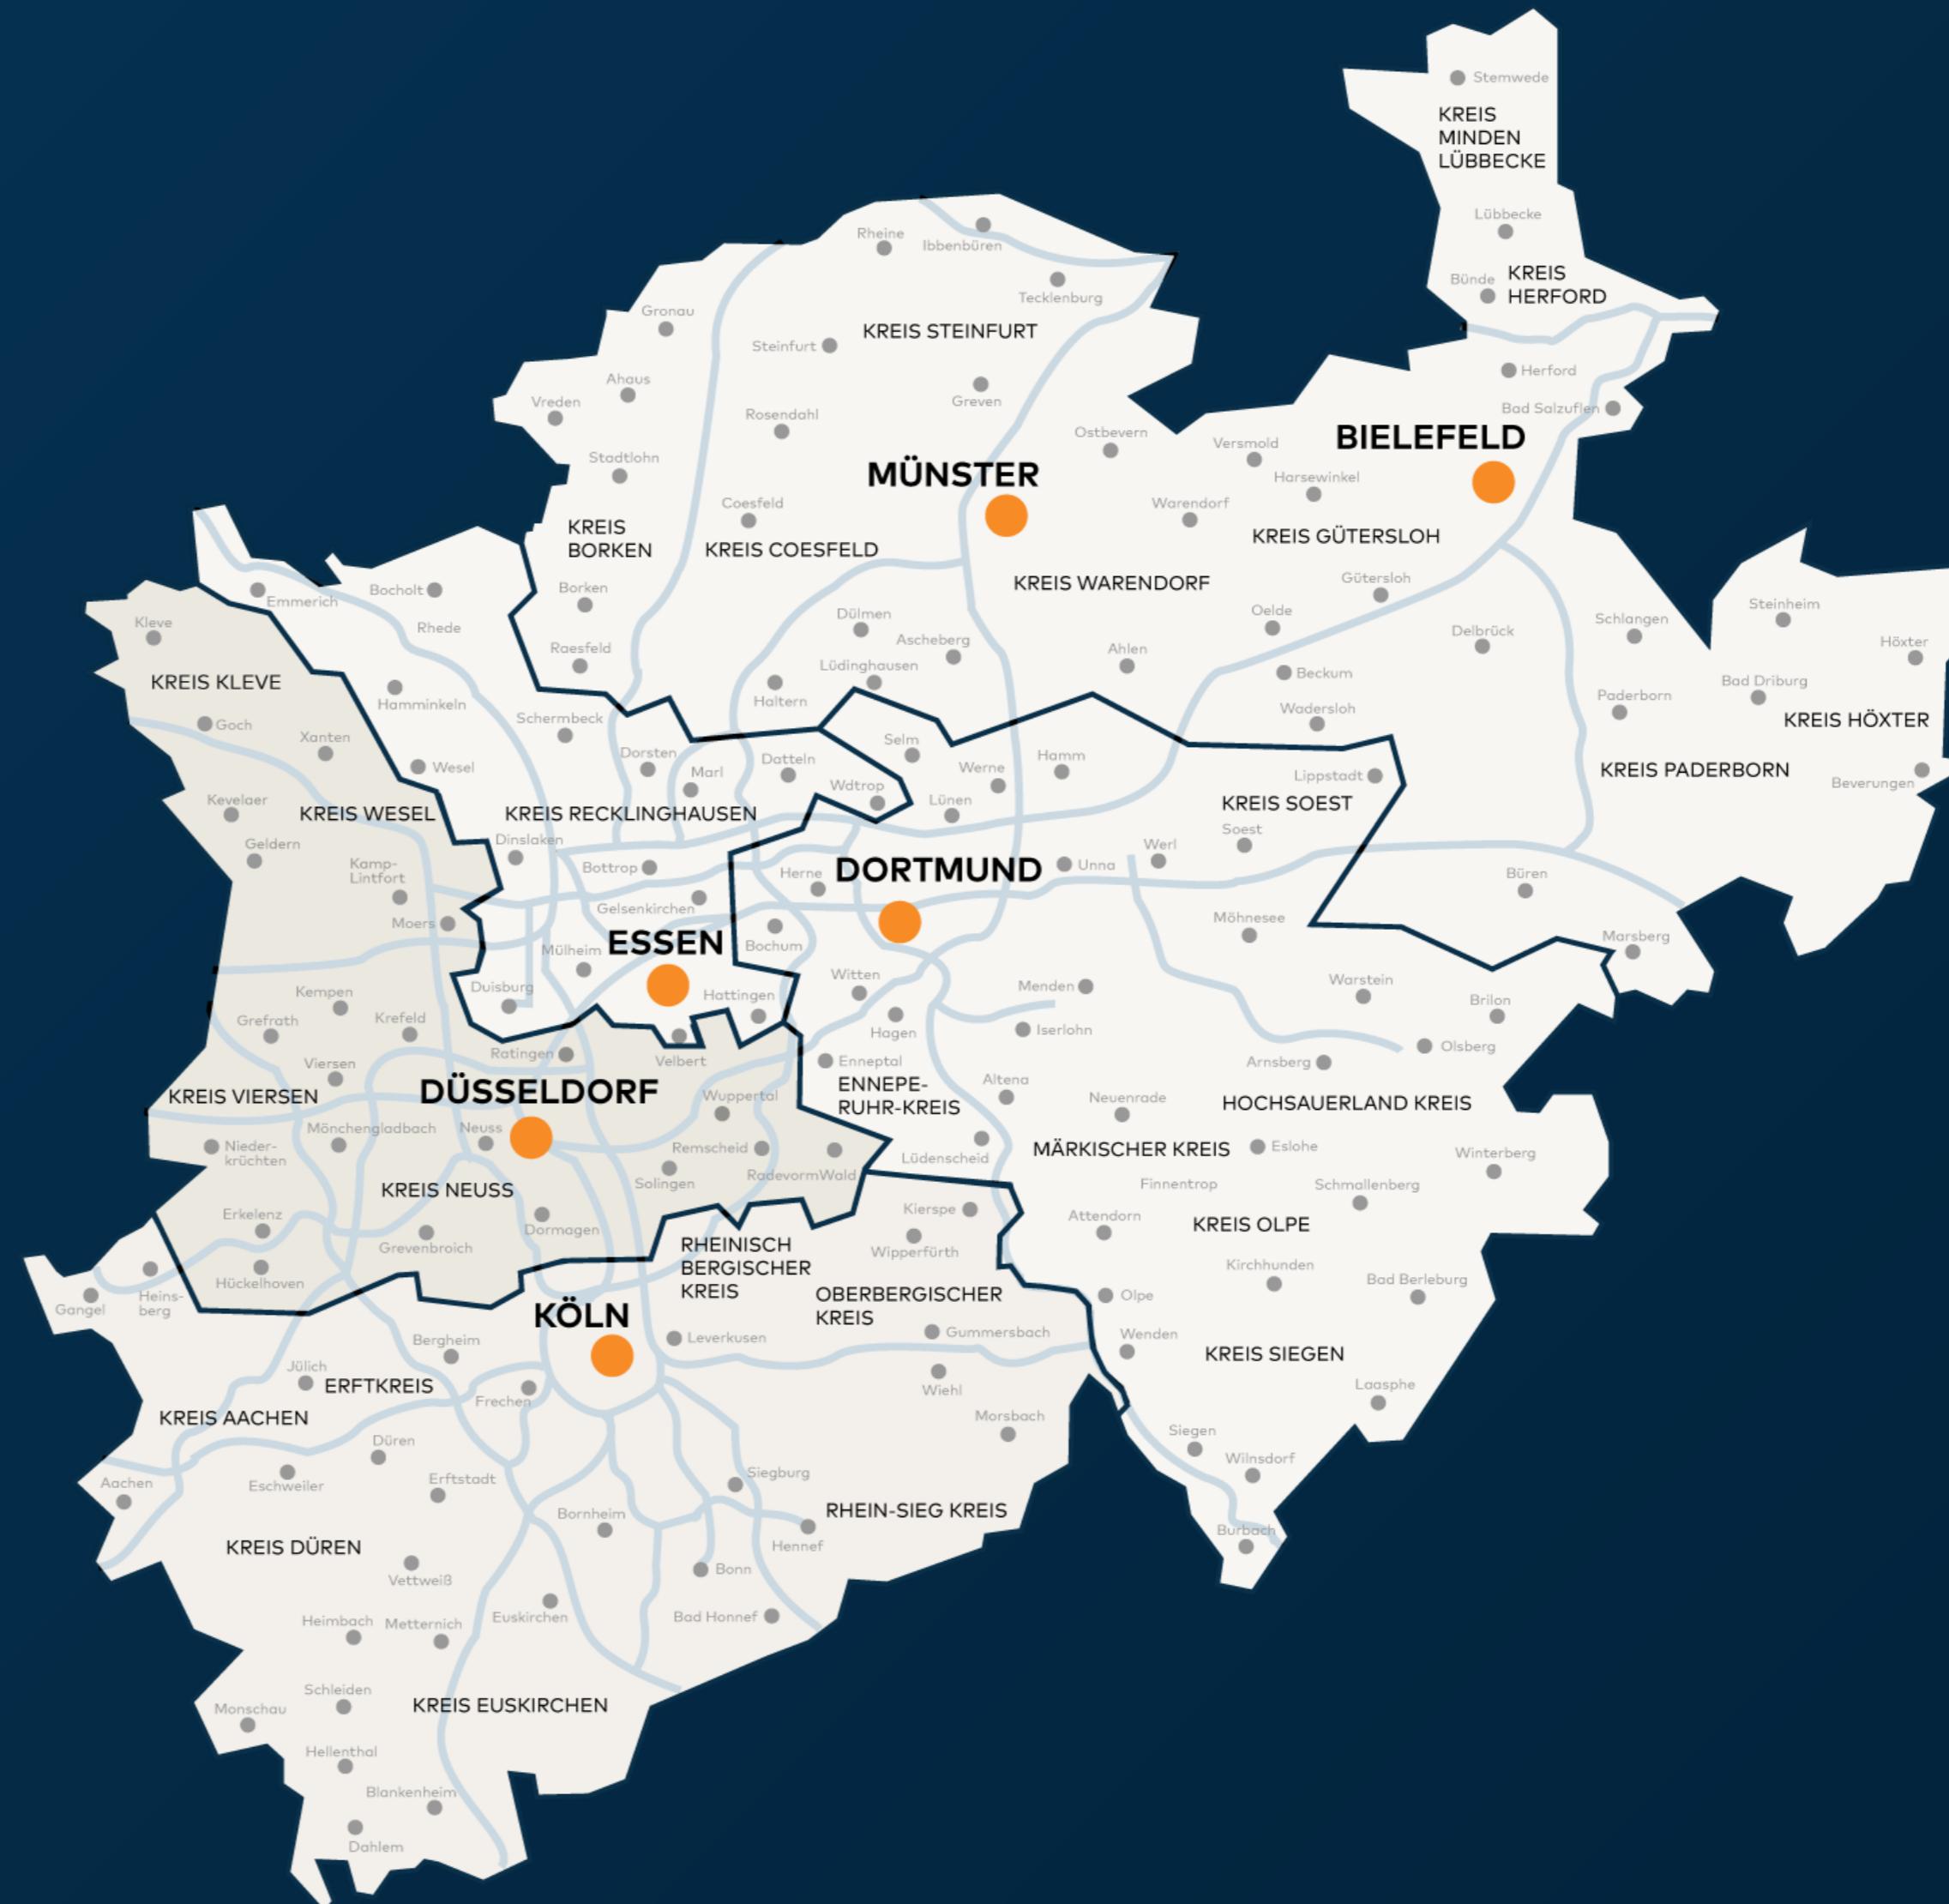 Stemwede
KREIS
MINDEN
LÜBBECKE
Lübbecke
Bünde
KREIS
HERFORD
Rheine
Ibbenbüren
Tecklenburg
Gronau
KREIS STEINFURT
Steinfurt
Herford
Ahaus
Greven
Vreden
Bad Salzuflen
Rosendahl
Ostbevern
BIELEFELD
Versmold
Stadtlohn
MÜNSTER
Harsewinkel
Coesfeld
Warendorf
KREIS
BORKEN
KREIS COESFELD
KREIS GÜTERSLOH
KREIS WARENDORF
Gütersloh
Borken
Bocholt
Emmerich
Steinheim
Oelde
Dülmen
Schlangen
Kleve
Rhede
Delbrück
Ascheberg
Höxter
Raesfeld
Ahlen
Lüdinghausen
Beckum
KREIS KLEVE
Bad Driburg
Paderborn
Haltern
Hamminkeln
Wadersloh
Schermbeck
KREIS HÖXTER
Goch
Xanten
Selm
Dorsten
Hamm
Datteln
Wesel
Werne
Marl
KREIS PADERBORN
Lippstadt
Beverungen
Wdtrop
Kevelaer
Lünen
KREIS SOEST
KREIS WESEL
KREIS RECKLINGHAUSEN
Soest
Dinslaken
Geldern
Werl
Kamp-
Lintfort
Bottrop
DORTMUND
Unna
Herne
Büren
Gelsenkirchen
Möhnesee
Moers
Marsberg
ESSEN
Bochum
Mülheim
Witten
Warstein
Duisburg
Menden
Kempen
Hattingen
Brilon
Krefeld
Grefrath
Hagen
Iserlohn
Olsberg
Ratingen
Velbert
Enneptal
Arnsberg
Viersen
Altena
ENNEPE-
RUHR-KREIS
DÜSSELDORF
KREIS VIERSEN
Wuppertal
Neuenrade
HOCHSAUERLAND KREIS
Mönchengladbach
Neuss
Nieder-
krüchten
Remscheid
Lüdenscheid
MÄRKISCHER KREIS
Eslohe
Winterberg
RadevormWald
Solingen
Finnentrop
Schmallenberg
KREIS NEUSS
Kierspe
Erkelenz
Attendorn
KREIS OLPE
Dormagen
Grevenbroich
RHEINISCH
BERGISCHER
KREIS
Wipperfürth
Kirchhunden
Hückelhoven
Bad Berleburg
Heins-
berg
Gangel
OBERBERGISCHER
KREIS
Olpe
KÖLN
Gummersbach
Wenden
Leverkusen
Bergheim
KREIS SIEGEN
Jülich
ERFTKREIS
Laasphe
Wiehl
Frechen
KREIS AACHEN
Morsbach
Siegen
Düren
Wilnsdorf
Siegburg
Erftstadt
Aachen
Eschweiler
RHEIN-SIEG KREIS
Bornheim
Burbach
KREIS DÜREN
Hennef
Bonn
Vettweiß
Bad Honnef
Euskirchen
Heimbach
Metternich
Schleiden
KREIS EUSKIRCHEN
Monschau
Hellenthal
Blankenheim
Dahlem